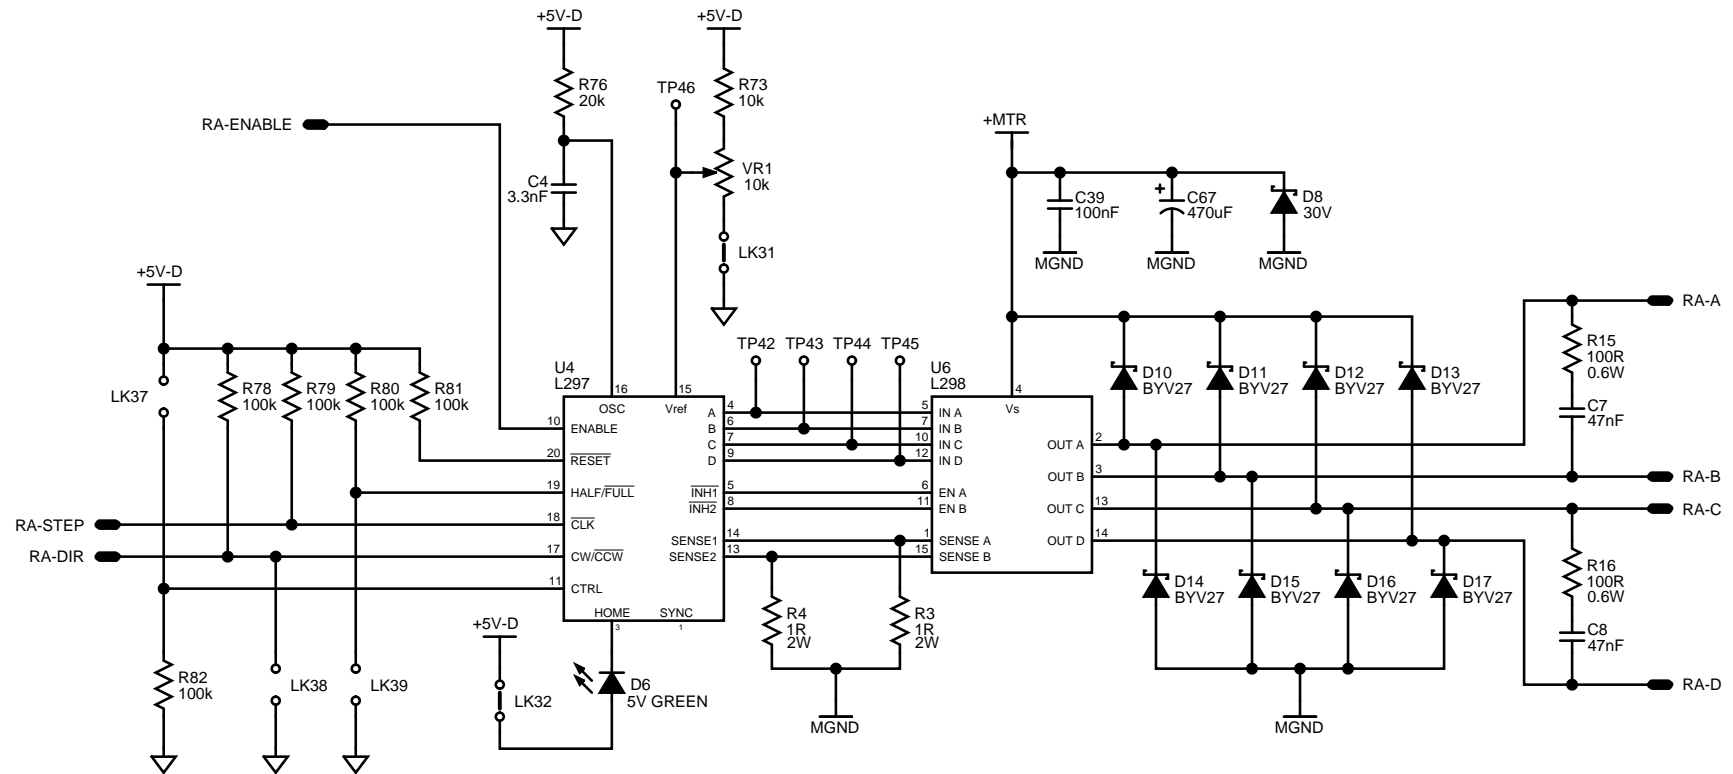 +5V-D
+5V-D
R76
20k
TP46
R73
10k
RA-ENABLE
+MTR
C4
3.3nF
VR1
10k
C39
100nF
+
C67
470uF
D8
30V
LK31
MGND
MGND
MGND
+5V-D
RA-A
TP42
TP43
TP44
TP45
R15
100R
0.6W
LK37
R78
100k
R79
100k
R80
100k
R81
100k
U4
L297
16
15
OSC
Vref
U6
L298
4
Vs
D10
BYV27
D11
BYV27
D12
BYV27
D13
BYV27
C7
47nF
10
ENABLE
A
4
5
IN A
B
6
7
IN B
C
7
10
IN C
OUT A
2
20
RESET
D
9
12
IN D
OUT B
3
RA-B
19
HALF/FULL
INH1
5
6
EN A
INH2
8
11
EN B
OUT C
13
RA-C
RA-STEP
18
CLK
SENSE1
14
1
SENSE A
OUT D
14
RA-DIR
17
CW/CCW
SENSE2
13
15
SENSE B
11
CTRL
D14
BYV27
D15
BYV27
D16
BYV27
D17
BYV27
R16
100R
0.6W
HOME
SYNC
3
1
+5V-D
R4
1R
2W
R3
1R
2W
C8
47nF
R82
100k
LK38
LK39
LK32
D6
5V GREEN
RA-D
MGND
MGND